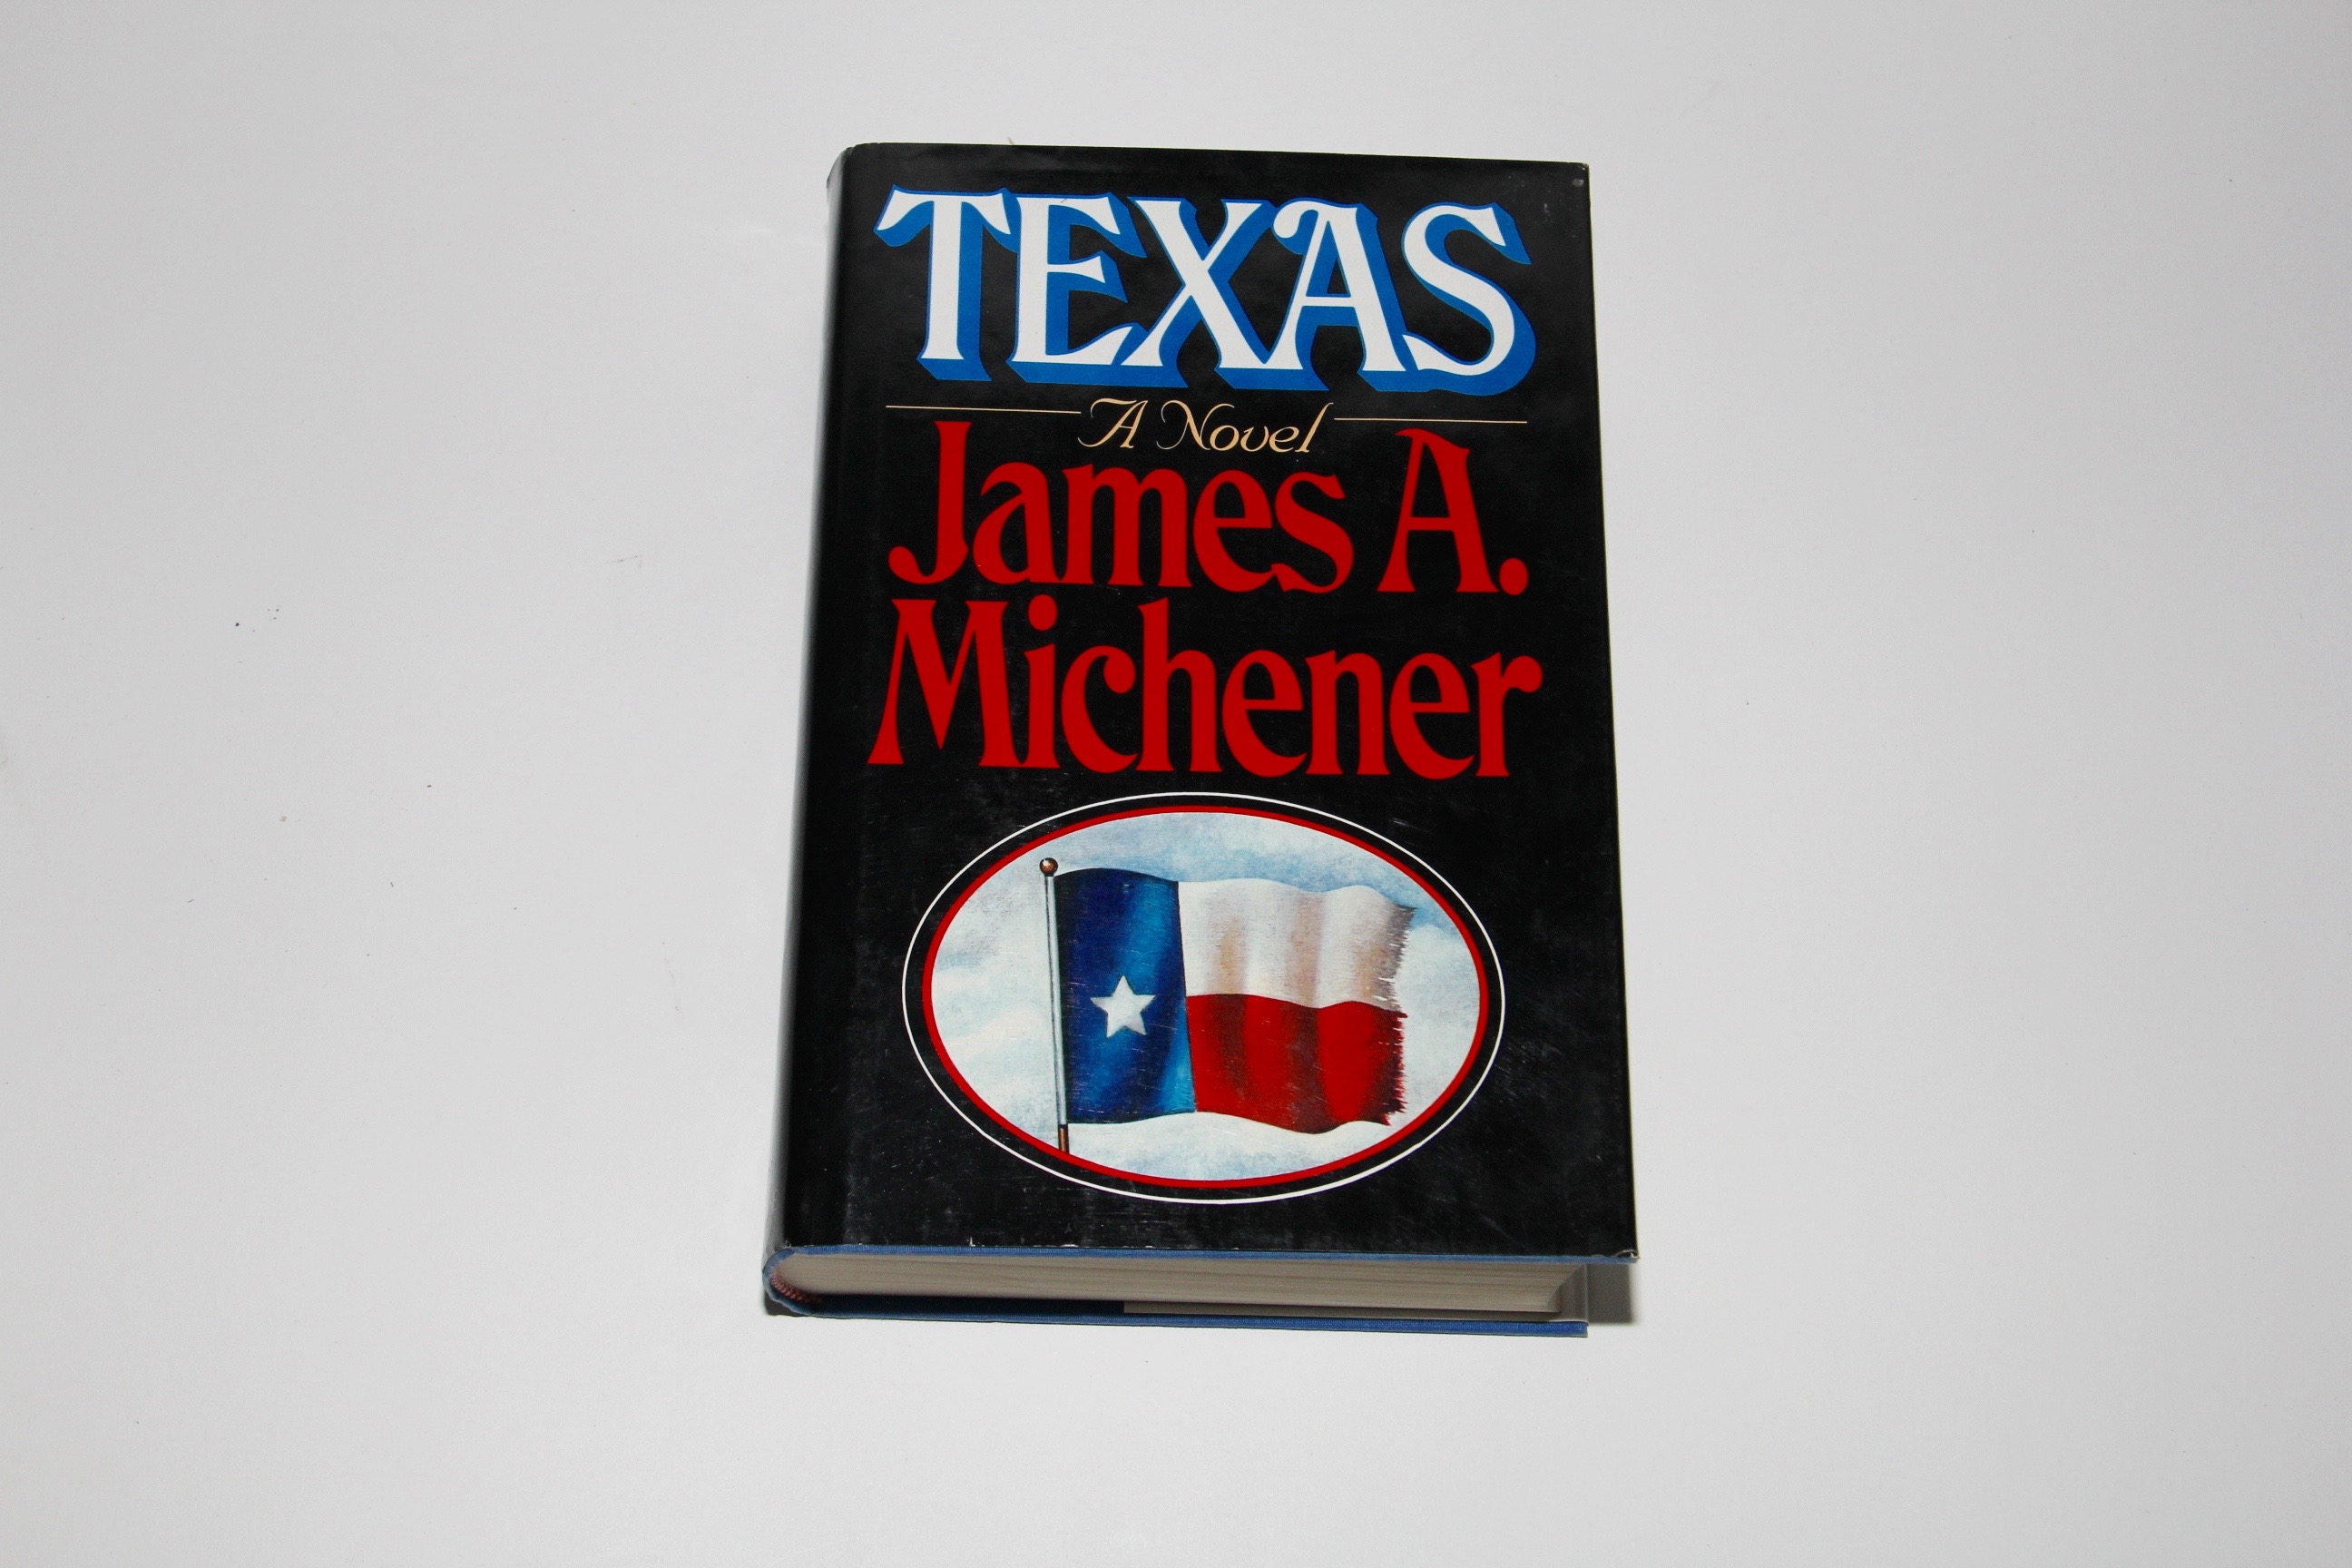 TEXAS
A Novel
James A.
Michener